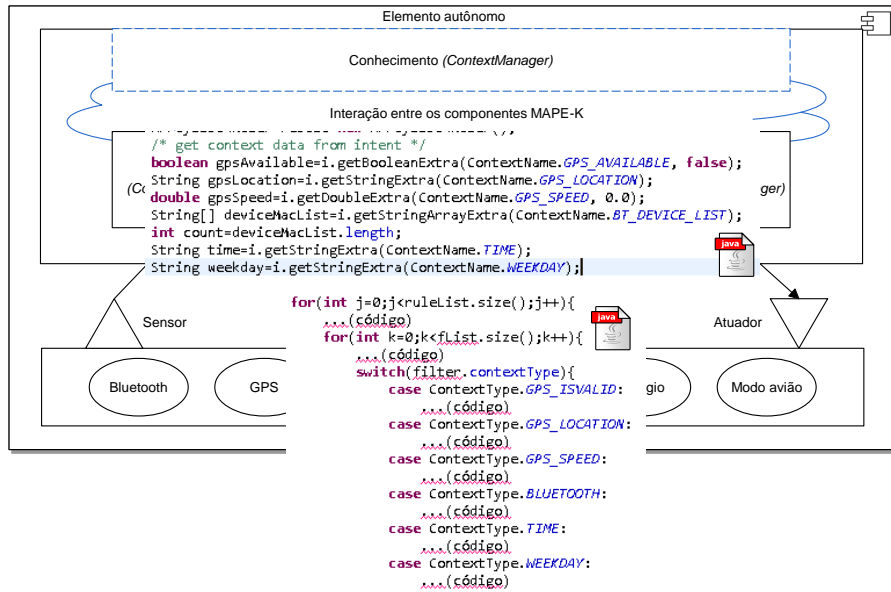 Elemento autônomo
Conhecimento (ContextManager)
Interação entre os componentes MAPE-K
/* get context data from intent */
boolean gpsAvailable=i.getBooleanExtra(ContextName.GPS_AVAILABLE, false);
String gpsLocation=i.getStringExtra(ContextName.GPS_LOCATION);
double gpsSpeed=i.getDoubleExtra(ContextName.GPS_SPEED, 0.0);
String[] deviceMacList=i.getStringArrayExtra(ContextName.BT_DEVICE_LIST);
int count=deviceMacList.length;
String time=i.getStringExtra(ContextName.TIME);
String weekday=i.getStringExtra(ContextName.WEEKDAY);
(Co
ger)
java
for(int j=0;j<ruleList.size();j++){
...(código)
for(int k=0;k<fList.size();k++){
...(código)
switch(filter.contextType){
case ContextType.GPS_ISVALID:
...(código)
case ContextType.GPS_LOCATION:
...(código)
case ContextType.GPS_SPEED:
...(código)
case ContextType.BLUETOOTH:
...(código)
case ContextType.TIME:
...(código)
case ContextType.WEEKDAY:
...(código)
java
Sensor
Atuador
Bluetooth
GPS
gio
Modo avião